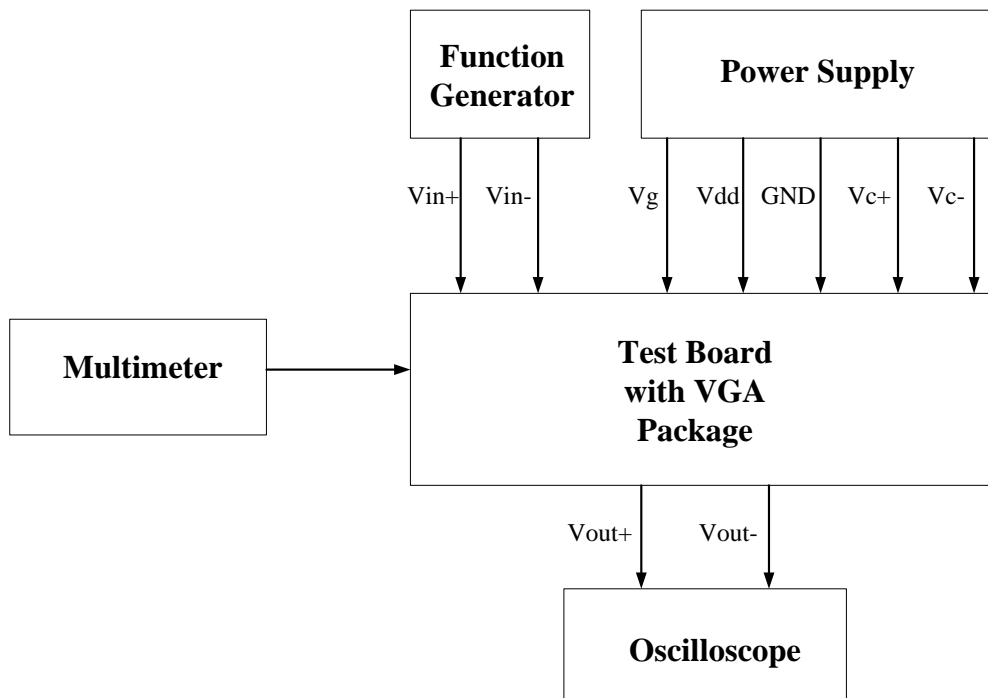 Function
Generator
Power Supply
Vin+
Vin-
Vg
Vdd
GND
Vc+
Vc-
Multimeter
Test Board
with VGA
Package
Vout+
Vout-
Oscilloscope